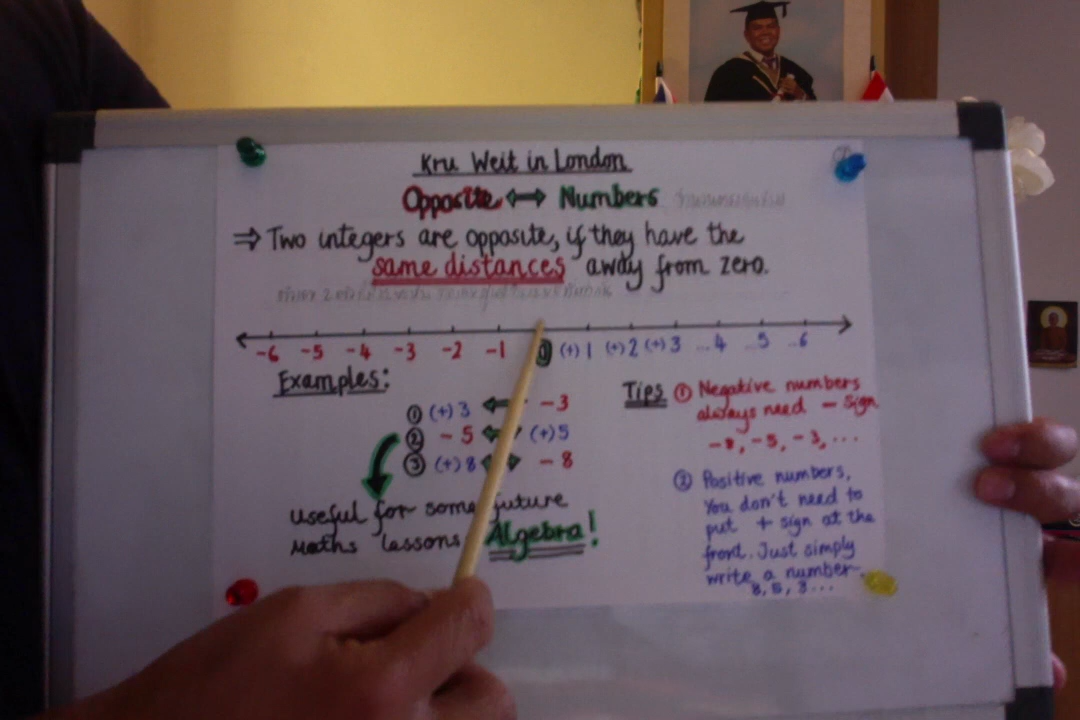 Kru Weit in London
Opposite ⟺ Numbers
⇒ Two integers are opposite, if they have the
same distances away from zero.
-6 -5 -4 -3 -2 -1 0 (+) 1 (+) 2 (+) 3 ... 4 ... 5 ... 6
Examples:
① (+) 3 -3
② - 5 (+) 5
③ (+) 8 - 8
Useful for some future
Maths lessons Algebra!
Tips ① Negative numbers
always need - sign
-8, -5, -3, ...
② Positive numbers,
You don't need to
put + sign at the
front. Just simply
write a number.
8, 5, 3 ...